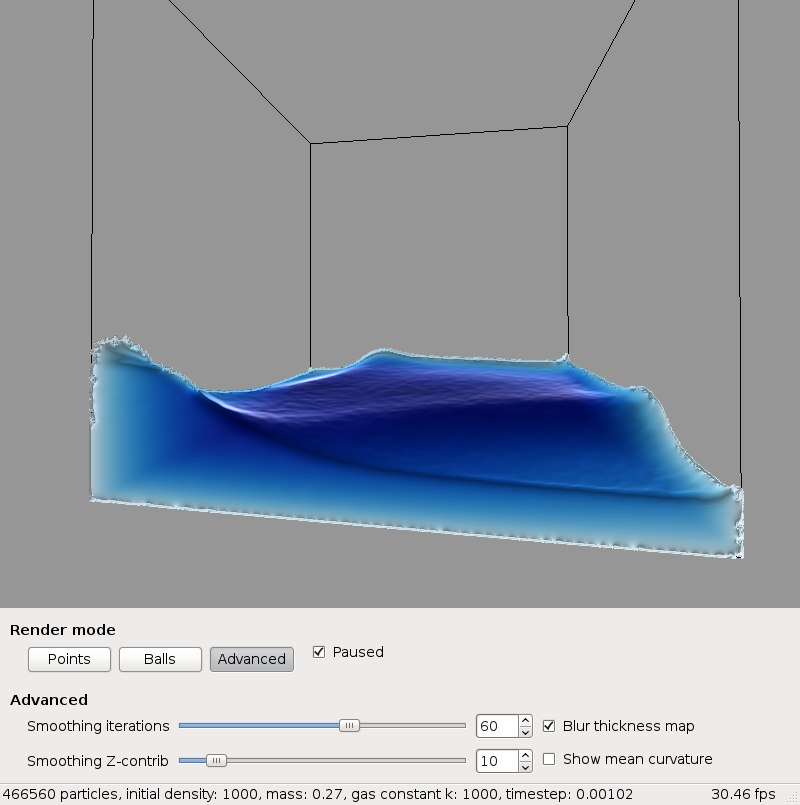 Render mode
Points Balls Advanced Paused
Advanced
Smoothing iterations 60 Blur thickness map
Smoothing Z-contrib 10 Show mean curvature
466560 particles, initial density: 1000, mass: 0.27, gas constant k: 1000, timestep: 0.00102 30.46 fps